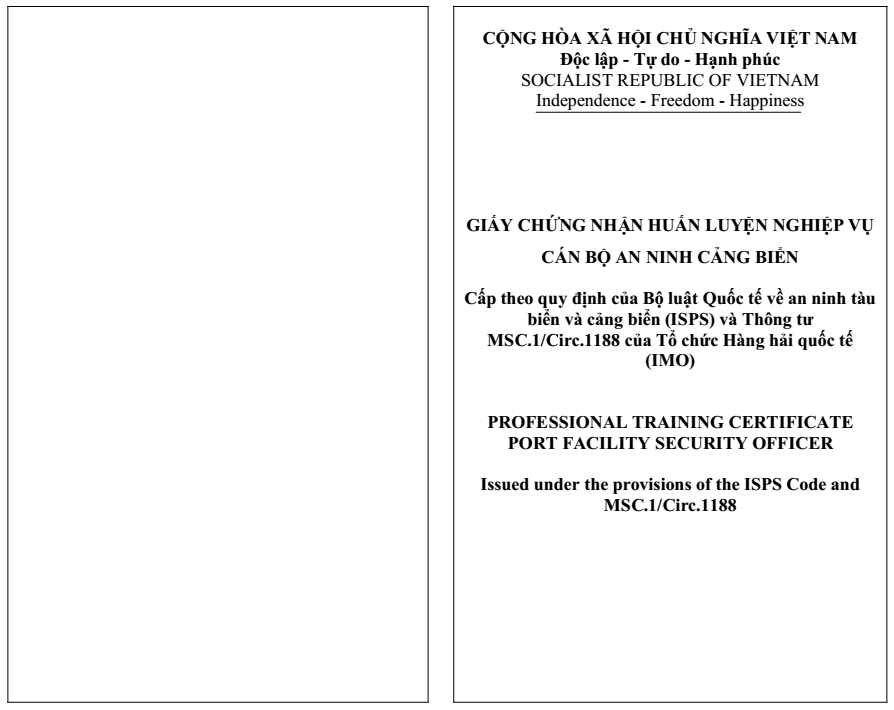 CỘNG HÒA XÃ HỘI CHỦ NGHĨA VIỆT NAM
Độc lập - Tự do - Hạnh phúc
SOCIALIST REPUBLIC OF VIETNAM
Independence - Freedom - Happiness
GIẤY CHỨNG NHẬN HUẤN LUYỆN NGHIỆP VỤ
CÁN BỘ AN NINH CẢNG BIỂN
Cấp theo quy định của Bộ luật Quốc tế về an ninh tàu
biển và cảng biển (ISPS) và Thông tư
MSC.1/Circ.1188 của Tổ chức Hàng hải quốc tế
(IMO)
PROFESSIONAL TRAINING CERTIFICATE
PORT FACILITY SECURITY OFFICER
Issued under the provisions of the ISPS Code and
MSC.1/Circ.1188